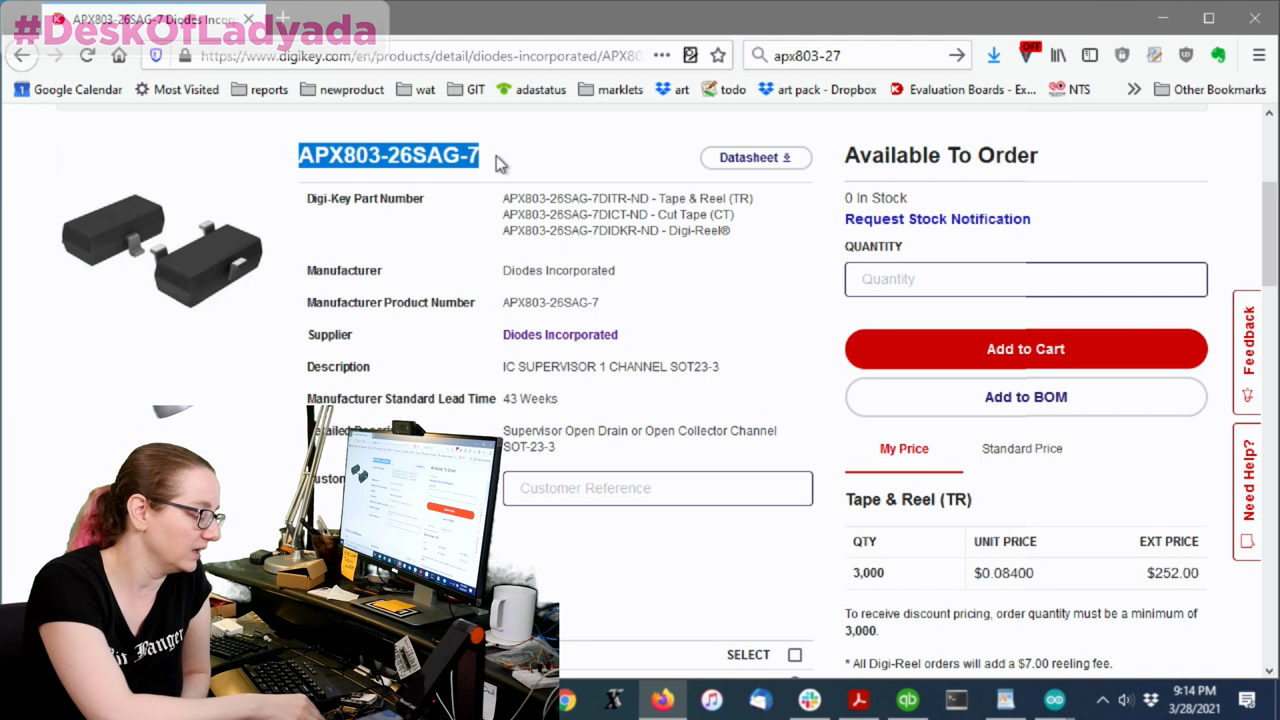 #DeskOfLadyada
APX803-26SAG-7 Diodes Incor
https://www.digikey.com/en/products/detail/diodes-incorporated/APX80
apx803-27
OFF
Google Calendar
Most Visited
reports
newproduct
wat
GIT
adastatus
marklets
art
todo
art pack - Dropbox
Evaluation Boards - Ex...
NTS
Other Bookmarks
APX803-26SAG-7
Datasheet
Digi-Key Part Number
APX803-26SAG-7DITR-ND - Tape & Reel (TR)
APX803-26SAG-7DICT-ND - Cut Tape (CT)
APX803-26SAG-7DIDKR-ND - Digi-Reel®
Manufacturer
Diodes Incorporated
Manufacturer Product Number
APX803-26SAG-7
Supplier
Diodes Incorporated
Description
IC SUPERVISOR 1 CHANNEL SOT23-3
Manufacturer Standard Lead Time
43 Weeks
Supervisor Open Drain or Open Collector Channel
SOT-23-3
Customer Reference
SELECT
Available To Order
0 In Stock
Request Stock Notification
QUANTITY
Quantity
Add to Cart
Add to BOM
My Price
Standard Price
Tape & Reel (TR)
QTY
UNIT PRICE
EXT PRICE
3,000
$0.08400
$252.00
To receive discount pricing, order quantity must be a minimum of
3,000.
* All Digi-Reel orders will add a $7.00 reeling fee.
Feedback
Need Help?
Bit Banger
9:14 PM
3/28/2021